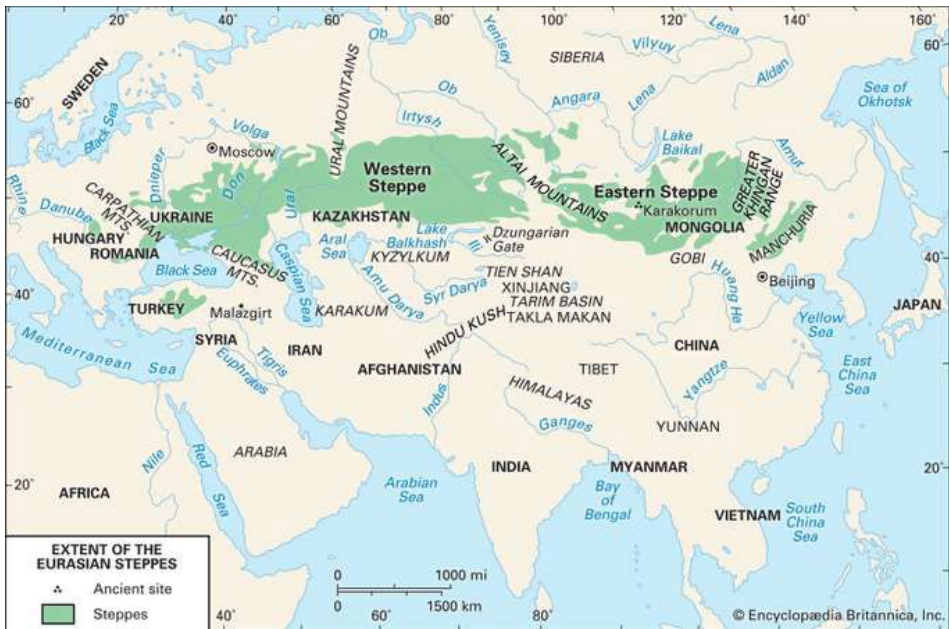 20° 40° 60° 80° 100° 120° 140° 160°
Ob
Yenisey
Lena
Vilyuy
SIBERIA
Aldan
60°
Sea of
Okhotsk
SWEDEN
60°
URAL MOUNTAINS
Ob
Angara
Lena
Black Sea
Volga
Irtysh
Moscow
Lake
Baikal
Amur
Rhine
Dnieper
Don
Western
Steppe
ALTAI MOUNTAINS
Eastern Steppe
GREATER
KHINGAN
RANGE
Karakorum
CARPATHIAN
MTS.
Danube
UKRAINE
Ural
KAZAKHSTAN
MONGOLIA
MANCHURIA
HUNGARY
ROMANIA
Lake
Balkhash
Ili
Dzungarian
Gate
Aral
Sea
KYZYLKUM
GOBI
Black Sea
CAUCASUS
MTS.
Caspian Sea
TIEN SHAN
XINJIANG
Huang He
Beijing
40°
40°
Amu Darya
Syr Darya
TARIM BASIN
TURKEY
Malazgirt
KARAKUM
TAKLA MAKAN
JAPAN
Yellow
Sea
SYRIA
HINDU KUSH
CHINA
Mediterranean Sea
Euphrates
Tigris
IRAN
AFGHANISTAN
TIBET
East
China
Sea
Indus
HIMALAYAS
Yangtze
Ganges
YUNNAN
Nile
Red
Sea
ARABIA
INDIA
MYANMAR
20°
20°
AFRICA
Arabian
Sea
Bay
of
Bengal
VIETNAM
South
China
Sea
EXTENT OF THE
EURASIAN STEPPES
Ancient site
Steppes
0 1000 mi
0 1500 km
40° 60° 80°
© Encyclopædia Britannica, Inc.